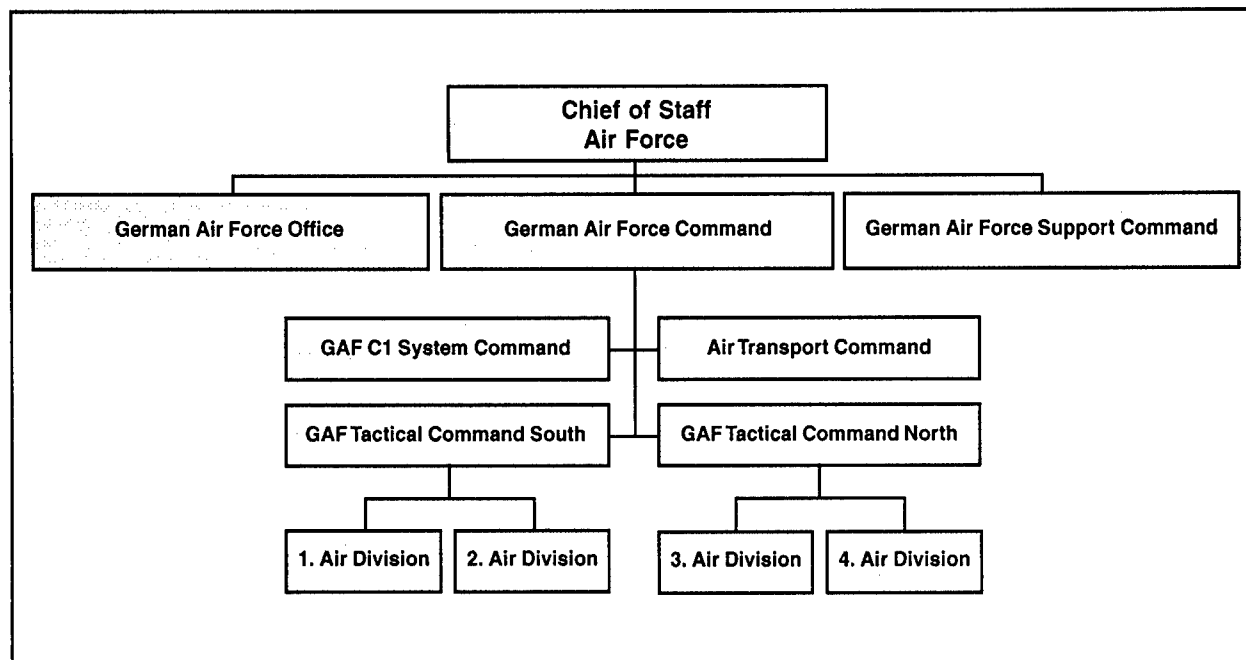 Chief of Staff
Air Force
German Air Force Office
German Air Force Command
German Air Force Support Command
GAF C1 System Command
Air Transport Command
GAF Tactical Command South
GAF Tactical Command North
1. Air Division
2. Air Division
3. Air Division
4. Air Division